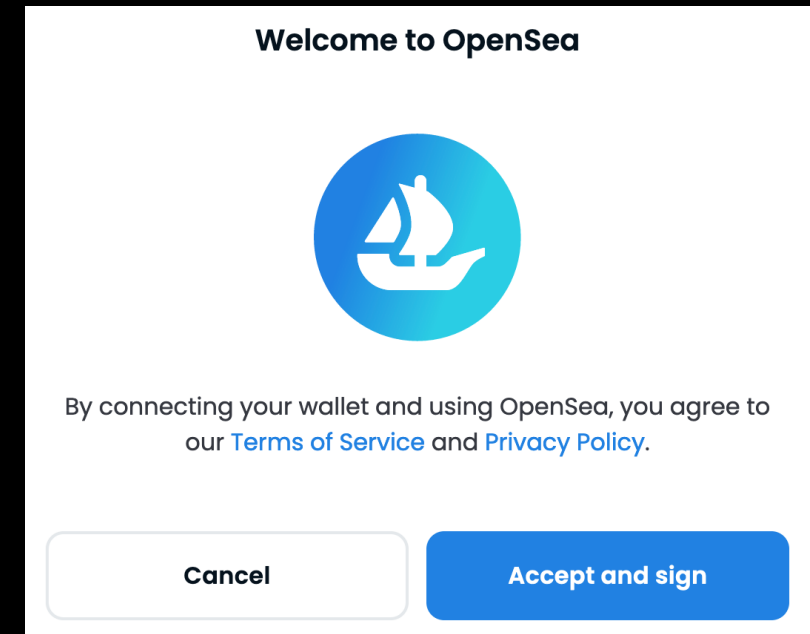 Welcome to OpenSea
By connecting your wallet and using OpenSea, you agree to
our Terms of Service and Privacy Policy.
Cancel
Accept and sign